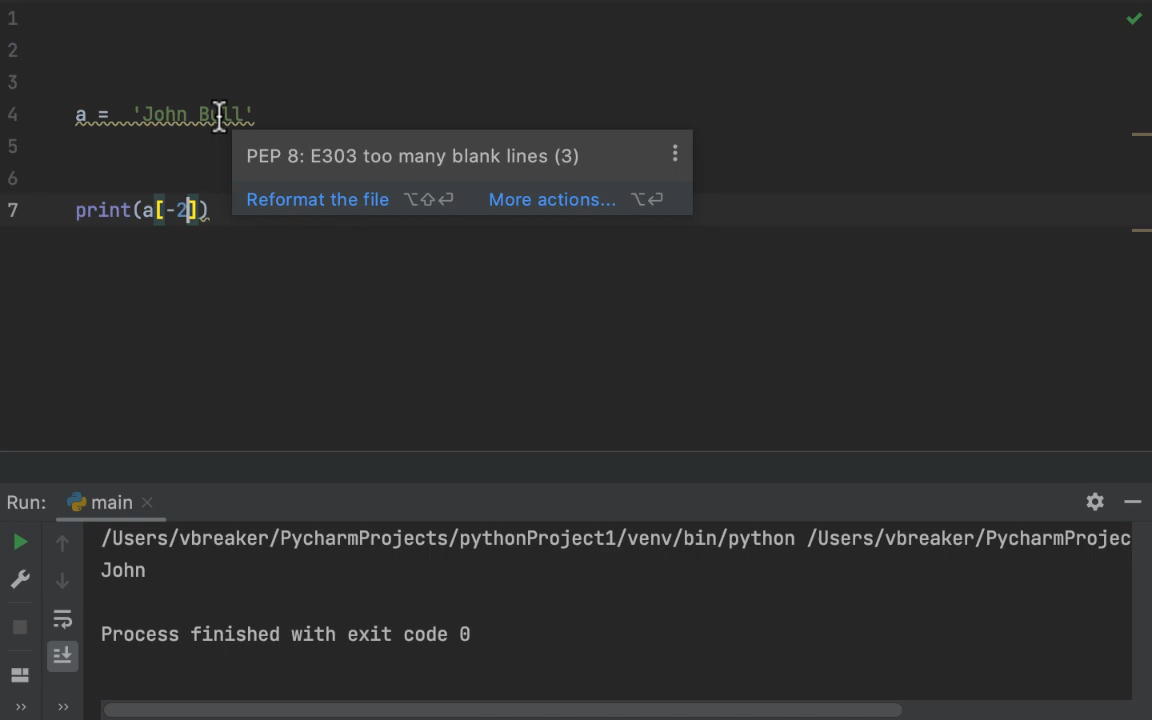 1
2
3
4 a =  'John Bull'
PEP 8: E303 too many blank lines (3)
5
6
Reformat the file ⌥⇧↩ More actions... ⌥↩
7 print(a[-2])
Run: main
/Users/vbreaker/PycharmProjects/pythonProject1/venv/bin/python /Users/vbreaker/PycharmProjec
John
Process finished with exit code 0